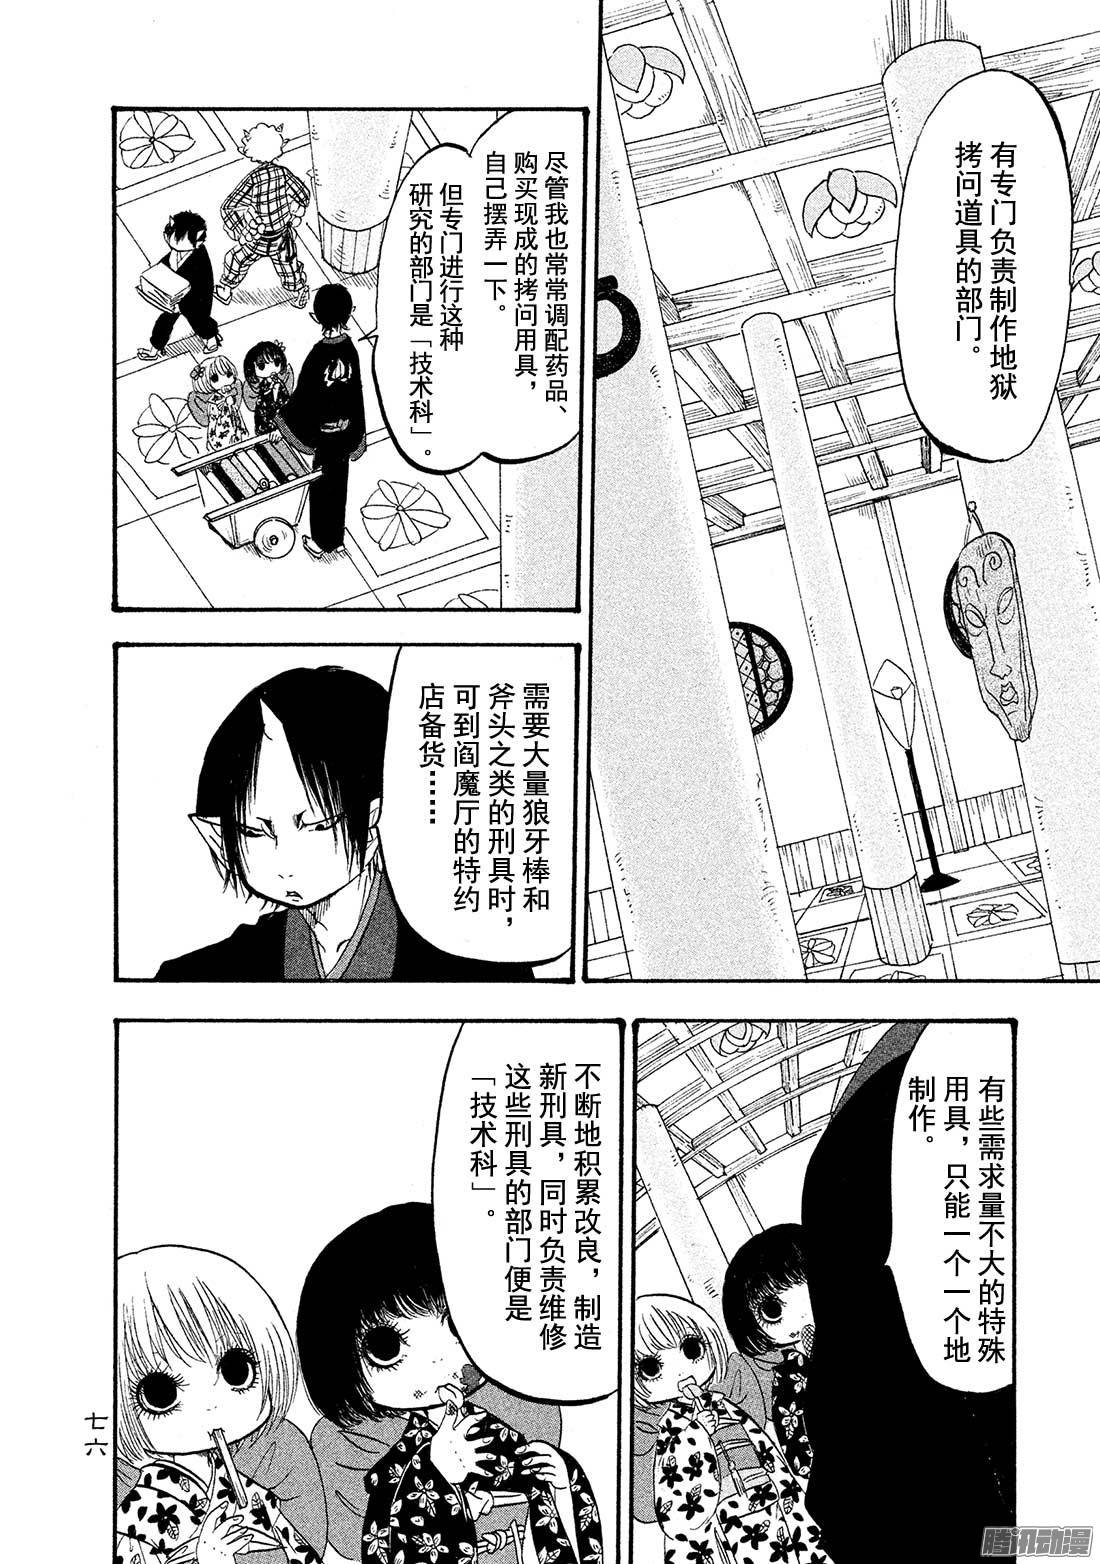 有专门负责制作地狱
拷问道具的部门。
尽管我也常常调配药品、
购买现成的拷问用具，
自己摆弄一下。
但专门进行这种
研究的部门是「技术科」。
需要大量狼牙棒和
斧头之类的刑具时，
可到阎魔厅的特约
店备货……
有些需求量不大的特殊
用具，只能一个一个地
制作。
不断地积累改良，制造
新刑具，同时负责维修
这些刑具的部门便是
「技术科」。
七六
腾讯动漫